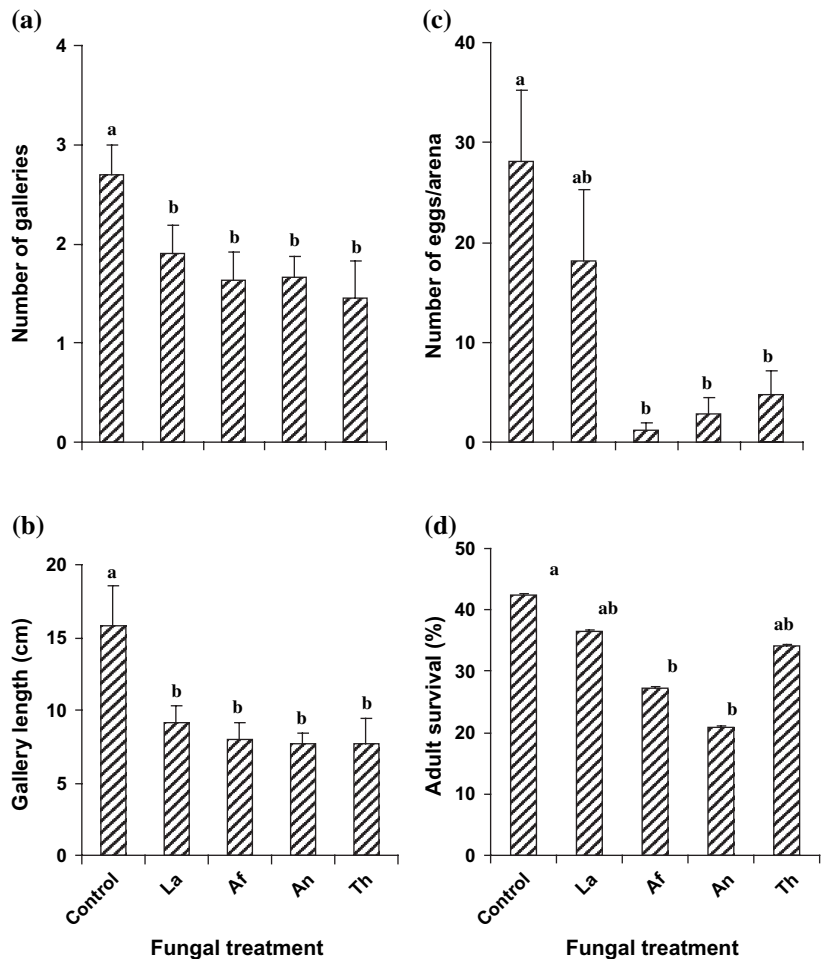 (a)
4
3
2
1
0
Number of galleries
a
b
b
b
b
(c)
40
30
20
10
0
Number of eggs/arena
a
ab
b
b
b
(b)
20
15
10
5
0
Gallery length (cm)
a
b
b
b
b
Control
La
Af
An
Th
Fungal treatment
(d)
50
40
30
20
10
0
Adult survival (%)
a
ab
b
b
ab
Control
La
Af
An
Th
Fungal treatment